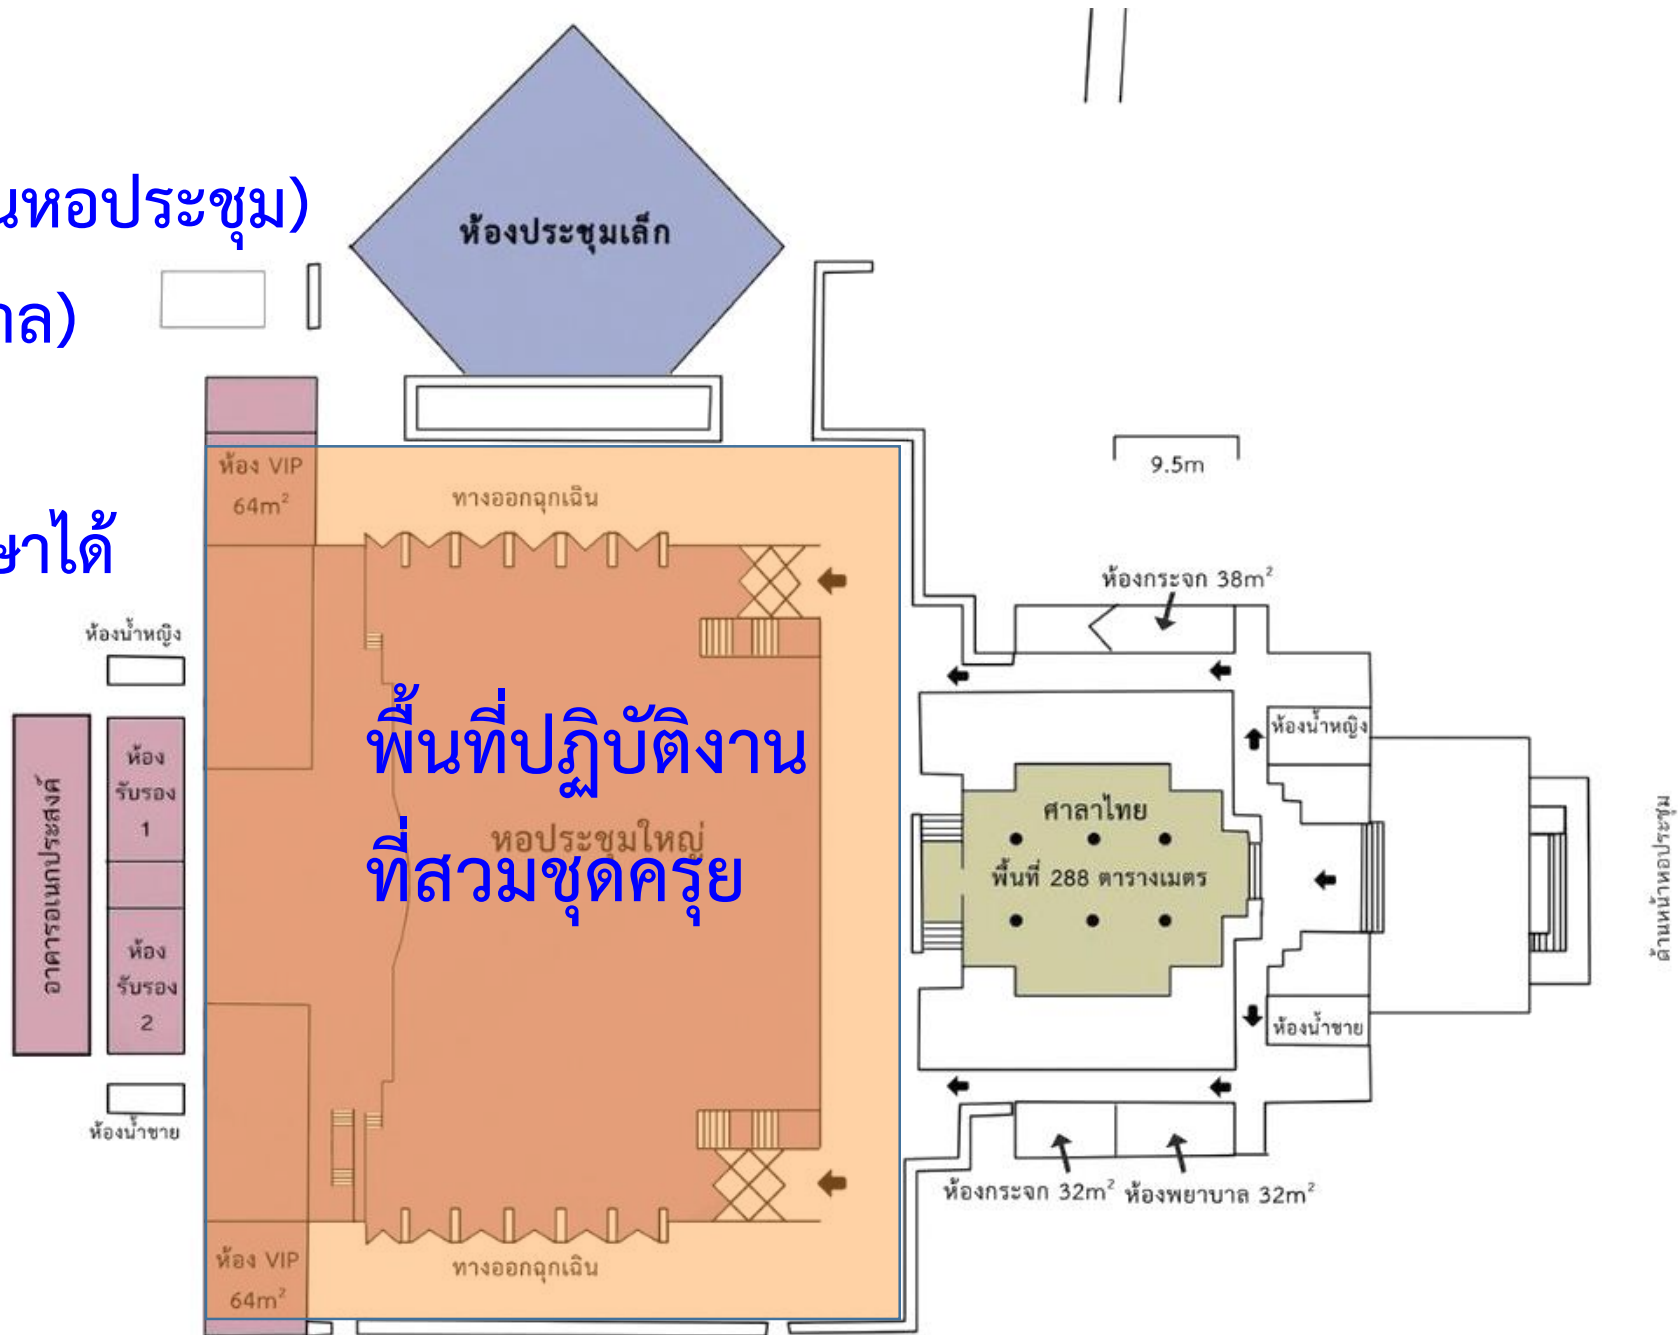 นหอประชุม)
ห้องประชุมเล็ก
าล)
9.5m
ห้อง VIP
64m²
ทางออกฉุกเฉิน
ษาได้
ห้องกระจก 38m²
ห้องน้ำหญิง
ห้องน้ำหญิง
พื้นที่ปฏิบัติงาน
ที่สวมชุดครุย
หอประชุมใหญ่
ห้อง
รับรอง
1
อาคารอเนกประสงค์
ห้อง
รับรอง
2
ศาลาไทย
พื้นที่ 288 ตารางเมตร
ด้านหน้าหอประชุม
ห้องน้ำชาย
ห้องน้ำชาย
ห้องกระจก 32m² ห้องพยาบาล 32m²
ห้อง VIP
64m²
ทางออกฉุกเฉิน